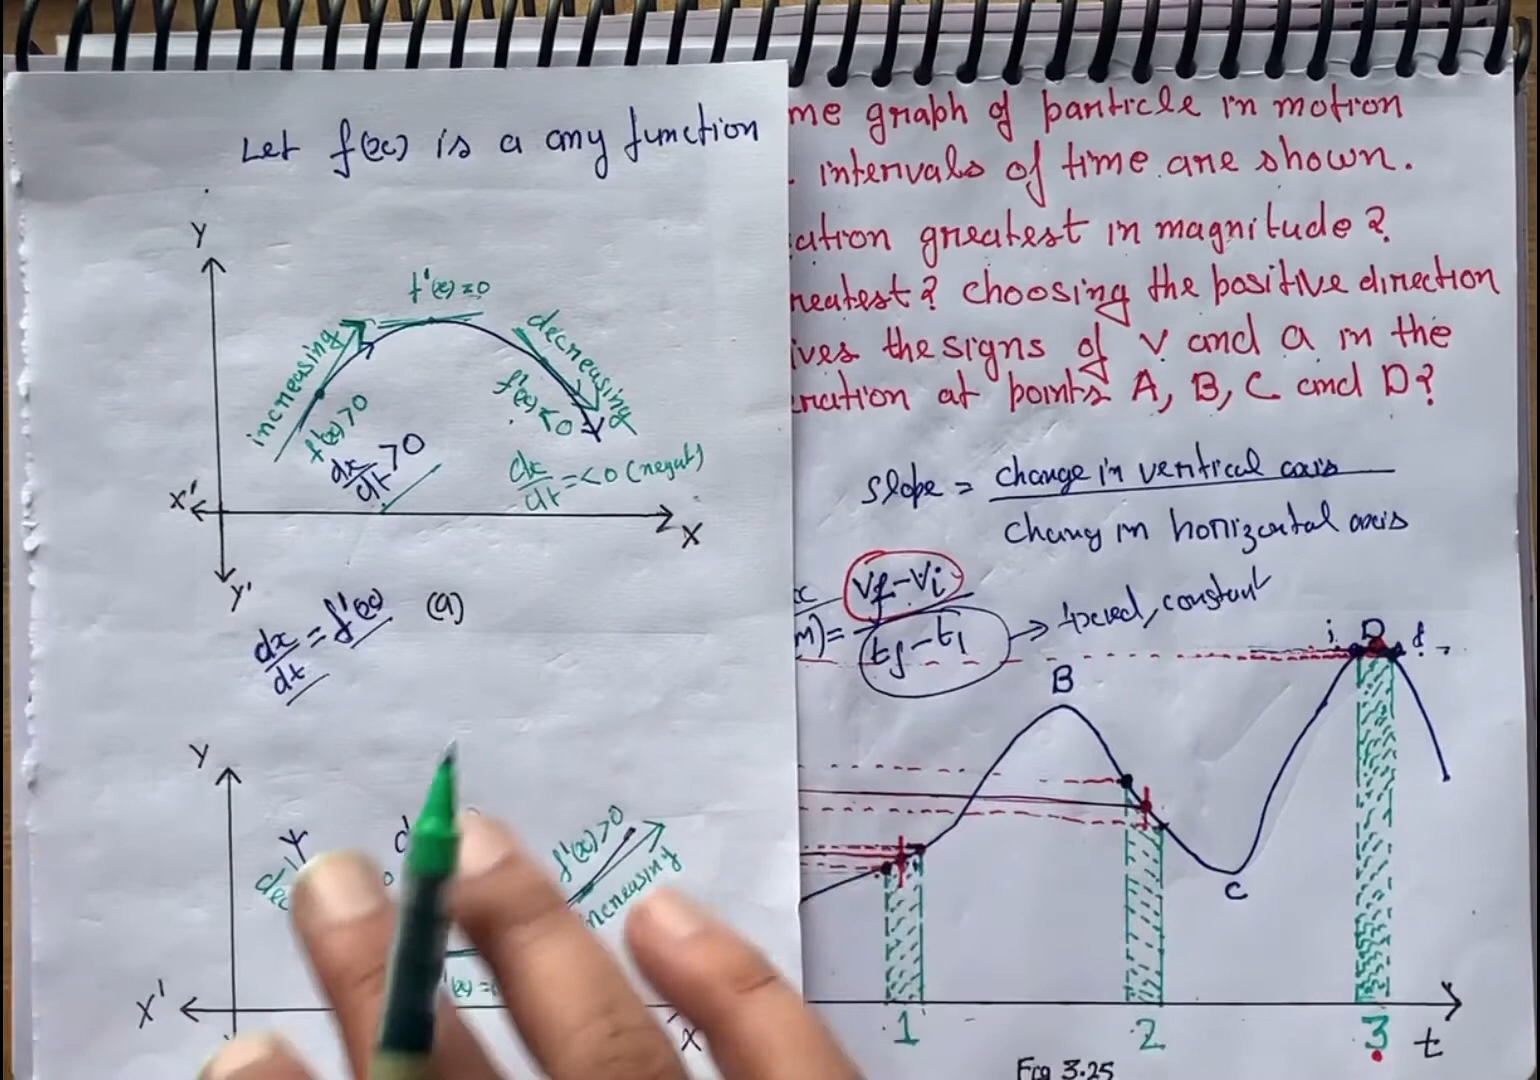 Let f(x) is a any function
Y
f'(x)=0
increasing
decreasing
f'(x)>0
f'(x)<0
dx/dt>0
dx/dt=<0 (negat)
X'
X
Y'
dx/dt=f'(x)
(a)
Y
f'(x)>0
increasing
X'
X
me graph of particle in motion
intervals of time are shown.
ation greatest in magnitude?
reatest? choosing the positive direction
ives the signs of v and a in the
eration at points A, B, C and D?
Slope = change in vertical axis
Chang in horizontal axis
m)= vf-vi
tf-ti
→ fixed, constant
i D f
B
C
1 2 3 t
Fig 3.25